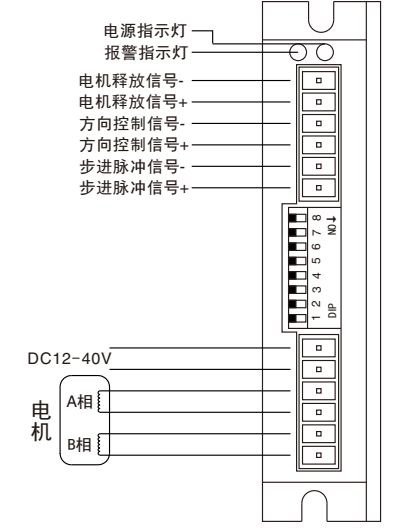 电源指示灯
报警指示灯
电机释放信号-
电机释放信号+
方向控制信号-
方向控制信号+
步进脉冲信号-
步进脉冲信号+
1 2 3 4 5 6 7 8
DIP
ON↓
DC12-40V
电机
A相
B相